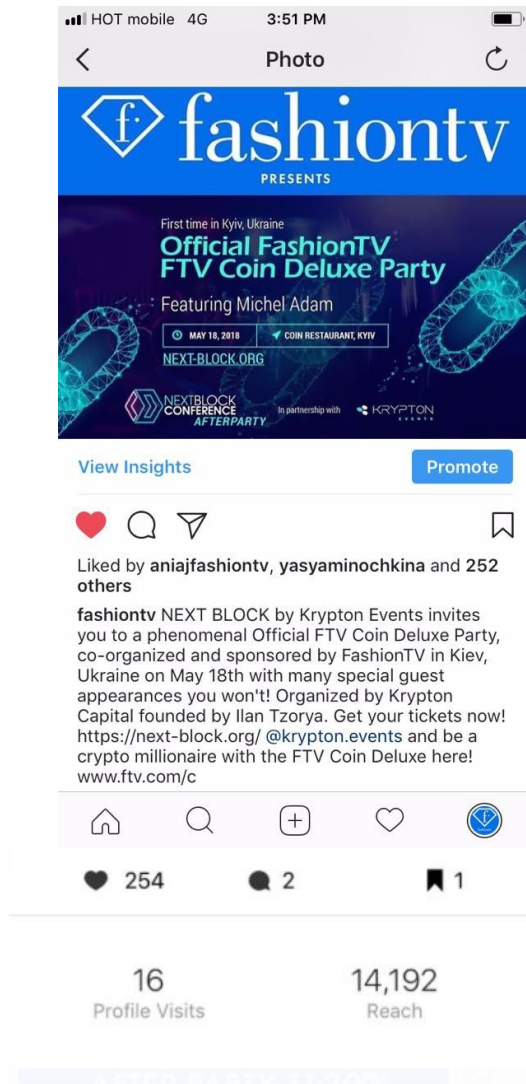 HOT mobile 4G 3:51 PM
Photo
f fashiontv
PRESENTS
First time in Kyiv, Ukraine
Official FashionTV
FTV Coin Deluxe Party
Featuring Michel Adam
MAY 18, 2018 COIN RESTAURANT, KYIV
NEXT-BLOCK.ORG
NEXTBLOCK
CONFERENCE
AFTERPARTY
In partnership with KRYPTON
EVENTS
View Insights Promote
Liked by aniajfashiontv, yasyaminochkina and 252
others
fashiontv NEXT BLOCK by Krypton Events invites
you to a phenomenal Official FTV Coin Deluxe Party,
co-organized and sponsored by FashionTV in Kiev,
Ukraine on May 18th with many special guest
appearances you won't! Organized by Krypton
Capital founded by Ilan Tzorya. Get your tickets now!
https://next-block.org/ @krypton.events and be a
crypto millionaire with the FTV Coin Deluxe here!
www.ftv.com/c
254 2 1
16 14,192
Profile Visits Reach